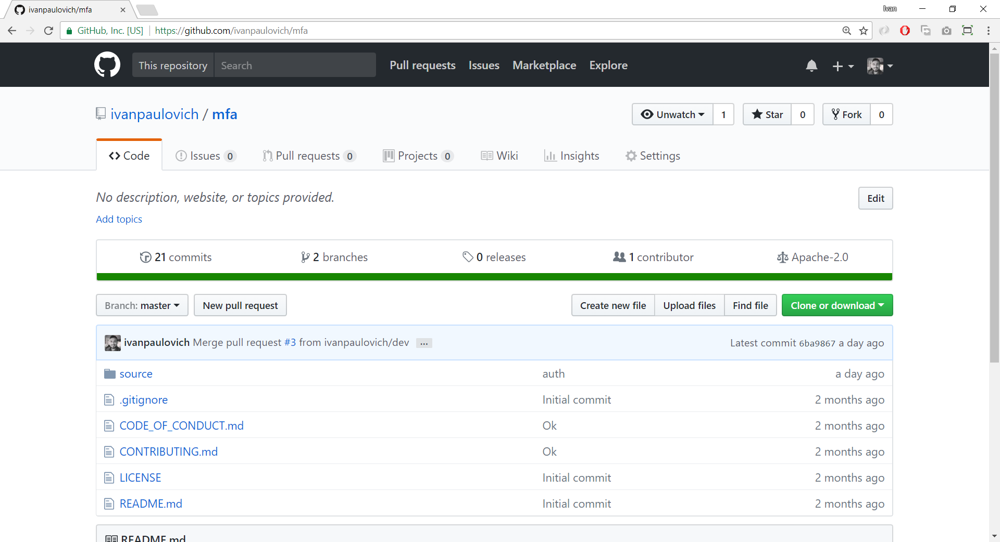 ivanpaulovich/mfa
Ivan
GitHub, Inc. [US] https://github.com/ivanpaulovich/mfa
This repository Search Pull requests Issues Marketplace Explore
ivanpaulovich / mfa Unwatch 1 Star 0 Fork 0
Code Issues 0 Pull requests 0 Projects 0 Wiki Insights Settings
No description, website, or topics provided. Edit
Add topics
21 commits 2 branches 0 releases 1 contributor Apache-2.0
Branch: master New pull request Create new file Upload files Find file Clone or download
ivanpaulovich Merge pull request #3 from ivanpaulovich/dev ... Latest commit 6ba9867 a day ago
source auth a day ago
.gitignore Initial commit 2 months ago
CODE_OF_CONDUCT.md Ok 2 months ago
CONTRIBUTING.md Ok 2 months ago
LICENSE Initial commit 2 months ago
README.md Initial commit 2 months ago
README.md